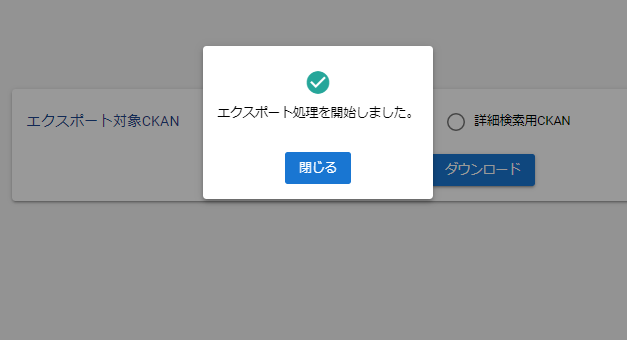 エクスポート処理を開始しました。
閉じる
エクスポート対象CKAN
詳細検索用CKAN
ダウンロード